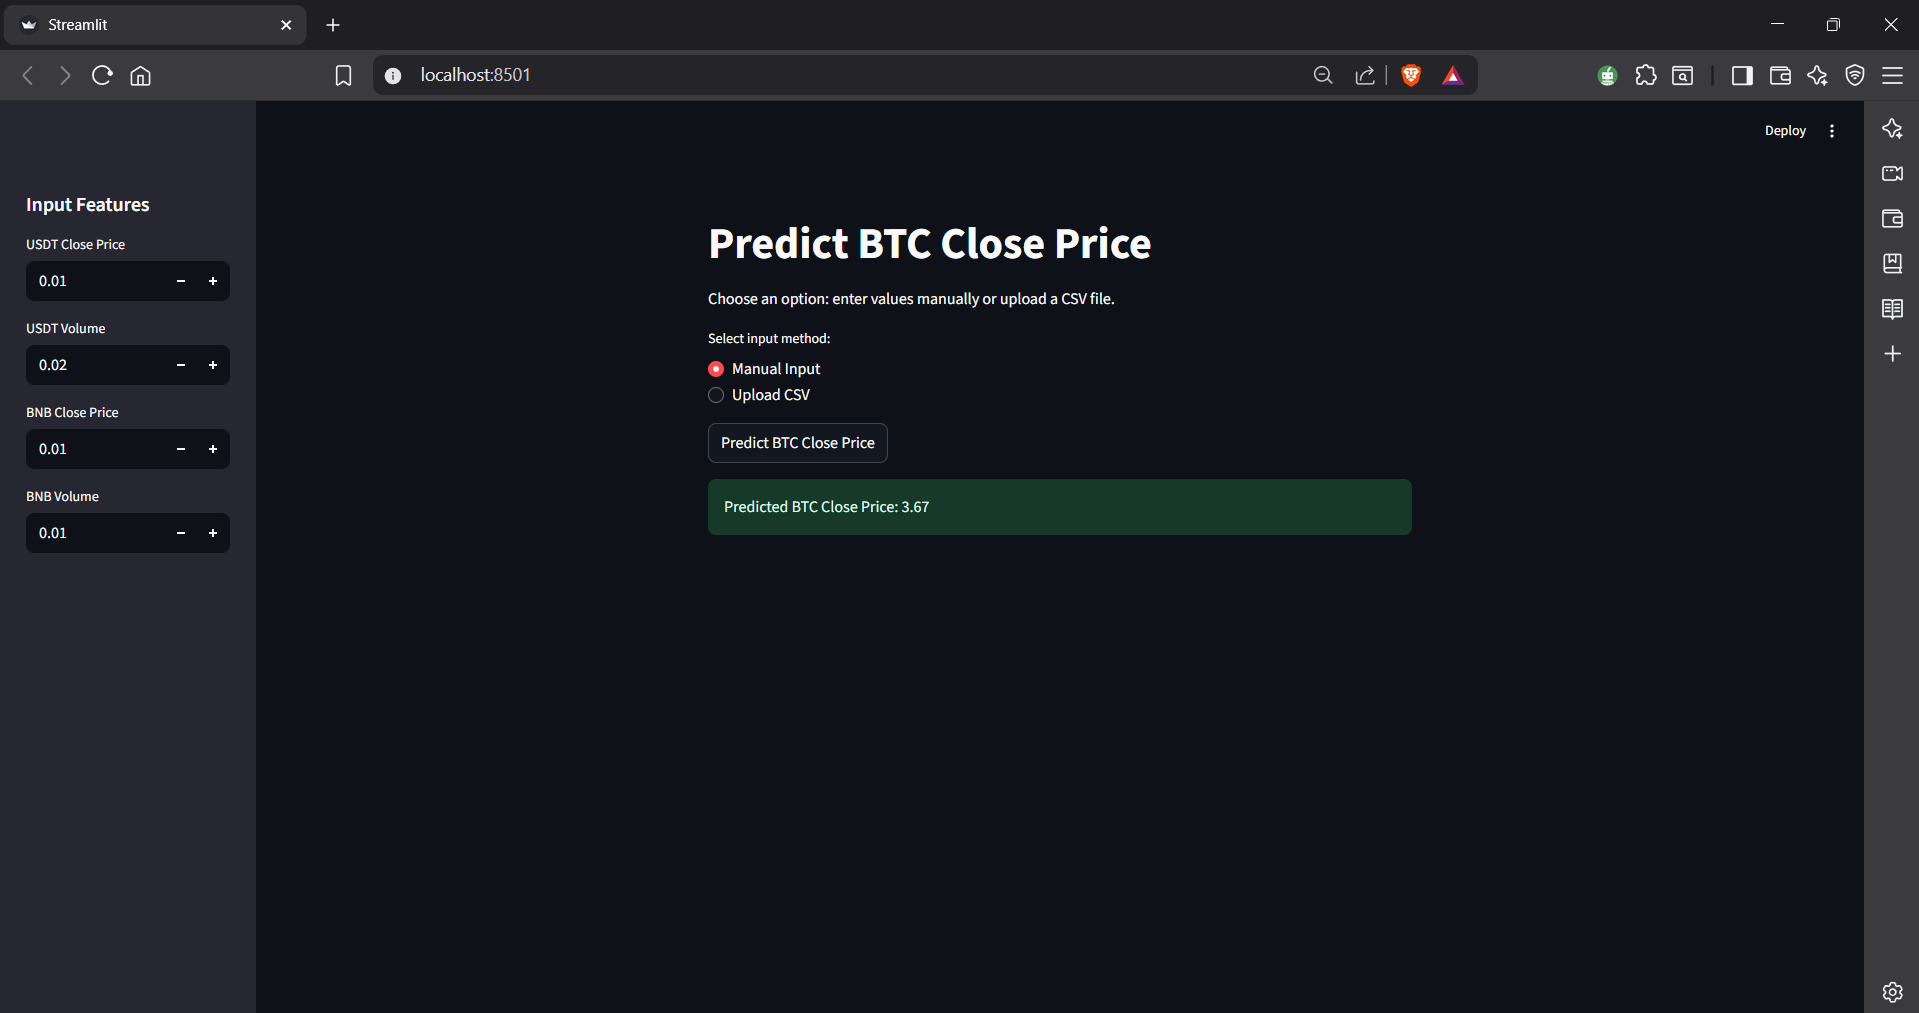 Streamlit
localhost:8501
Deploy
Input Features
USDT Close Price
0.01
USDT Volume
0.02
BNB Close Price
0.01
BNB Volume
0.01
Predict BTC Close Price
Choose an option: enter values manually or upload a CSV file.
Select input method:
Manual Input
Upload CSV
Predict BTC Close Price
Predicted BTC Close Price: 3.67